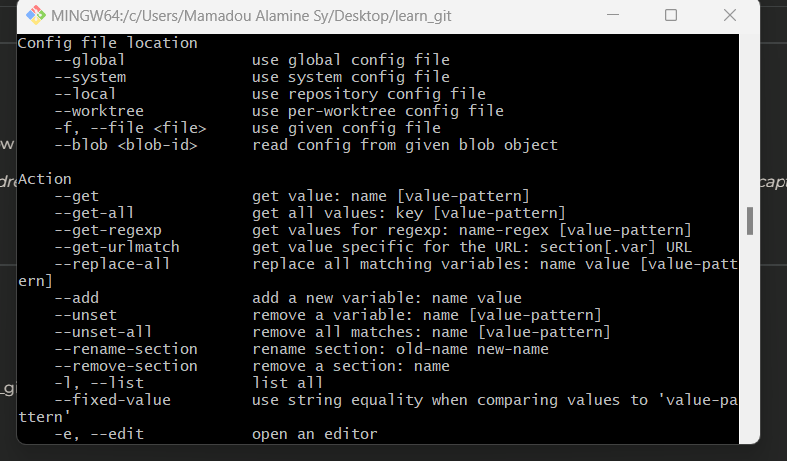 MINGW64:/c/Users/Mamadou Alamine Sy/Desktop/learn_git
Config file location
    --global              use global config file
    --system              use system config file
    --local               use repository config file
    --worktree            use per-worktree config file
    -f, --file <file>     use given config file
    --blob <blob-id>      read config from given blob object

Action
    --get                 get value: name [value-pattern]
    --get-all             get all values: key [value-pattern]
    --get-regexp          get values for regexp: name-regex [value-pattern]
    --get-urlmatch        get value specific for the URL: section[.var] URL
    --replace-all         replace all matching variables: name value [value-patt
ern]
    --add                 add a new variable: name value
    --unset               remove a variable: name [value-pattern]
    --unset-all           remove all matches: name [value-pattern]
    --rename-section      rename section: old-name new-name
    --remove-section      remove a section: name
    -l, --list            list all
    --fixed-value         use string equality when comparing values to 'value-pa
ttern'
    -e, --edit            open an editor